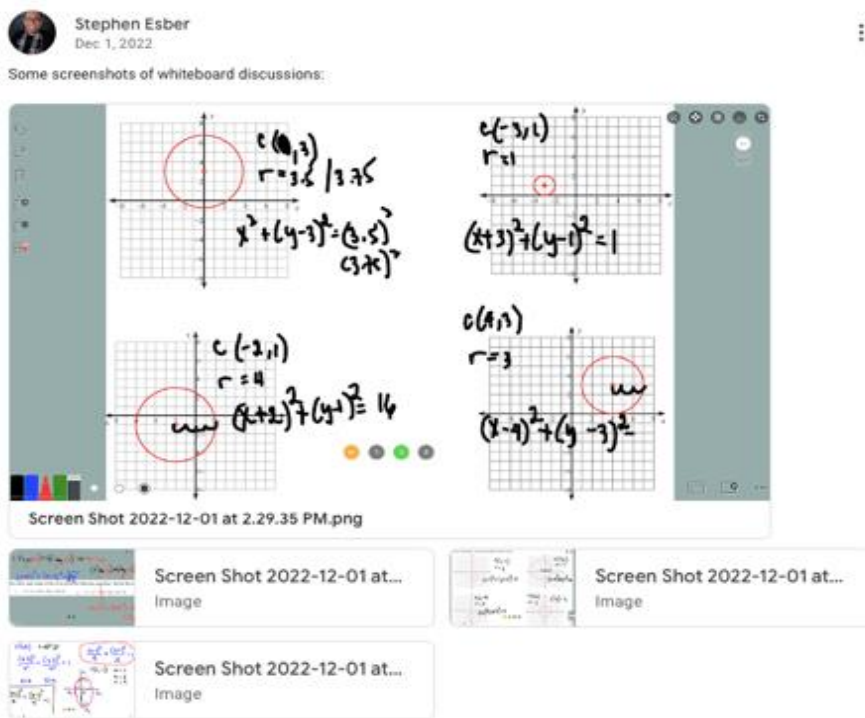 Stephen Esber
Dec 1, 2022
Some screenshots of whiteboard discussions:
c ( ,3)
r = 3.5 / 3.75
x² + (y-3)² = (3.5)²
(3.75)²
c(-3,1)
r=1
(x+3)²+(y-1)²=1
c (-2,1)
r = 4
(x+2)²+(y-1)²= 16
c(4,3)
r=3
(x-4)²+(y-3)²=
Screen Shot 2022-12-01 at 2.29.35 PM.png
Screen Shot 2022-12-01 at...
Image
Screen Shot 2022-12-01 at...
Image
Screen Shot 2022-12-01 at...
Image